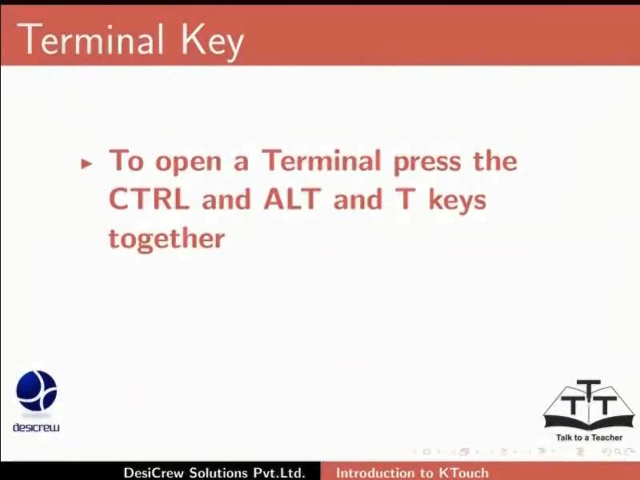 Terminal Key
To open a Terminal press the
CTRL and ALT and T keys
together
desicrew
T
T T
Talk to a Teacher
DesiCrew Solutions Pvt.Ltd. Introduction to KTouch